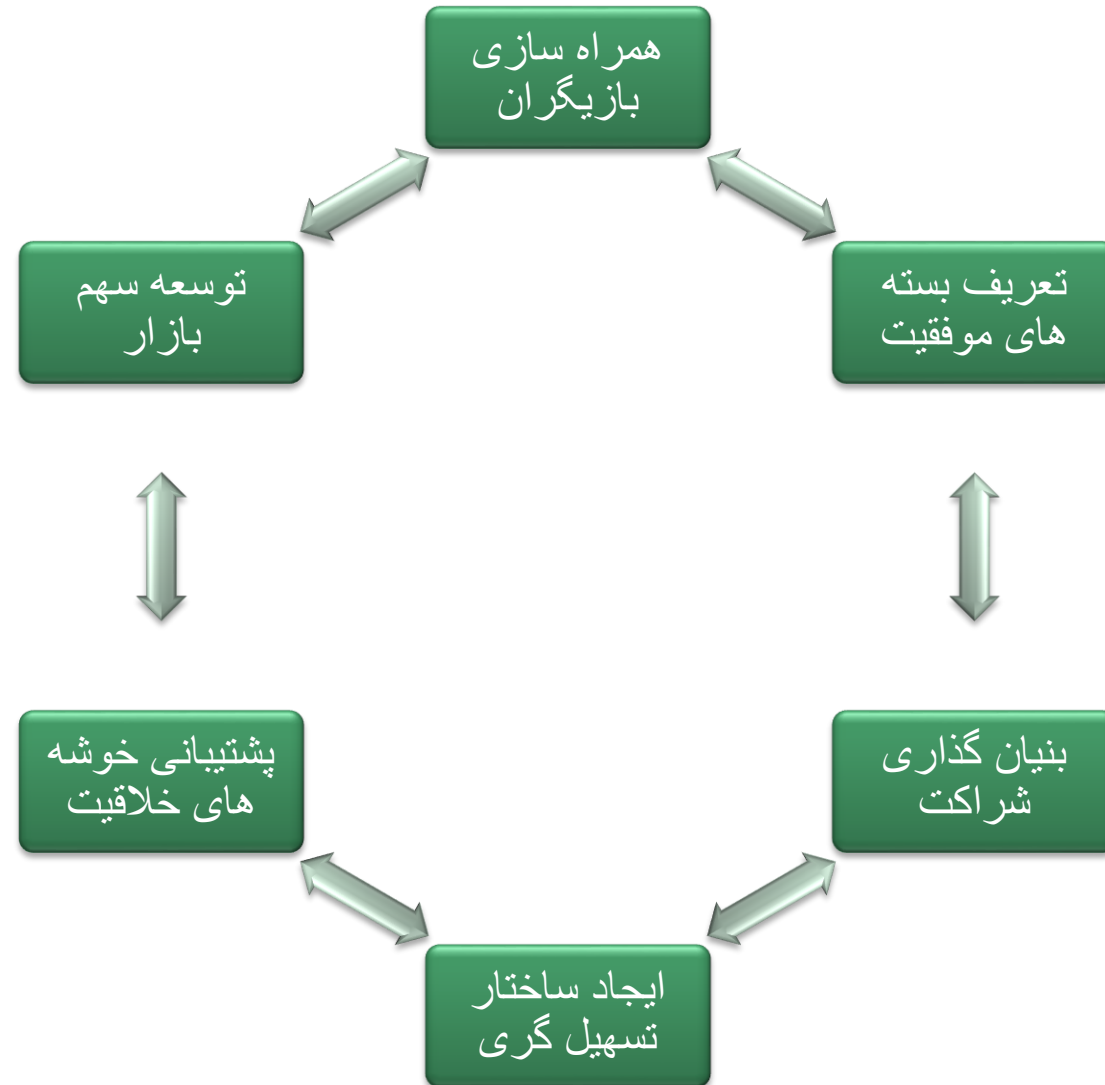 همراه سازی
بازیگران
تعریف بسته
های موفقیت
بنیان گذاری
شراکت
ایجاد ساختار
تسهیل گری
پشتیبانی خوشه
های خلاقیت
توسعه سهم
بازار